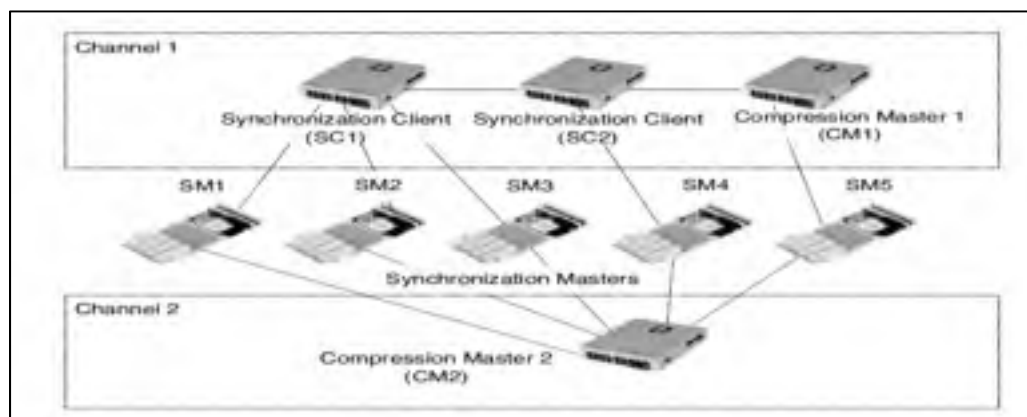 Channel 1
Synchronization Client
(SC1)
Synchronization Client
(SC2)
Compression Master 1
(CM1)
SM1
SM2
SM3
SM4
SM5
Synchronization Masters
Channel 2
Compression Master 2
(CM2)